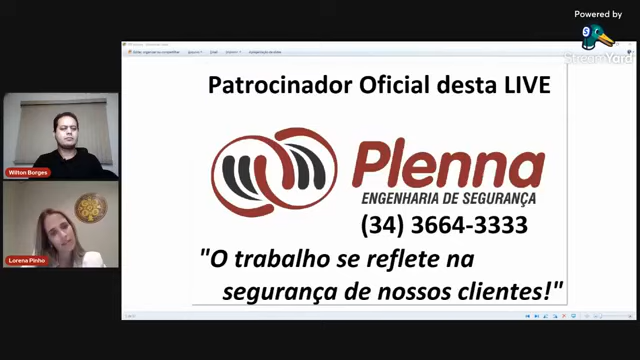 Powered by
StreamYard
Patrocinador Oficial desta LIVE
Plenna
ENGENHARIA DE SEGURANÇA
(34) 3664-3333
"O trabalho se reflete na
segurança de nossos clientes!"
Wilton Borges
Lorena Pinho